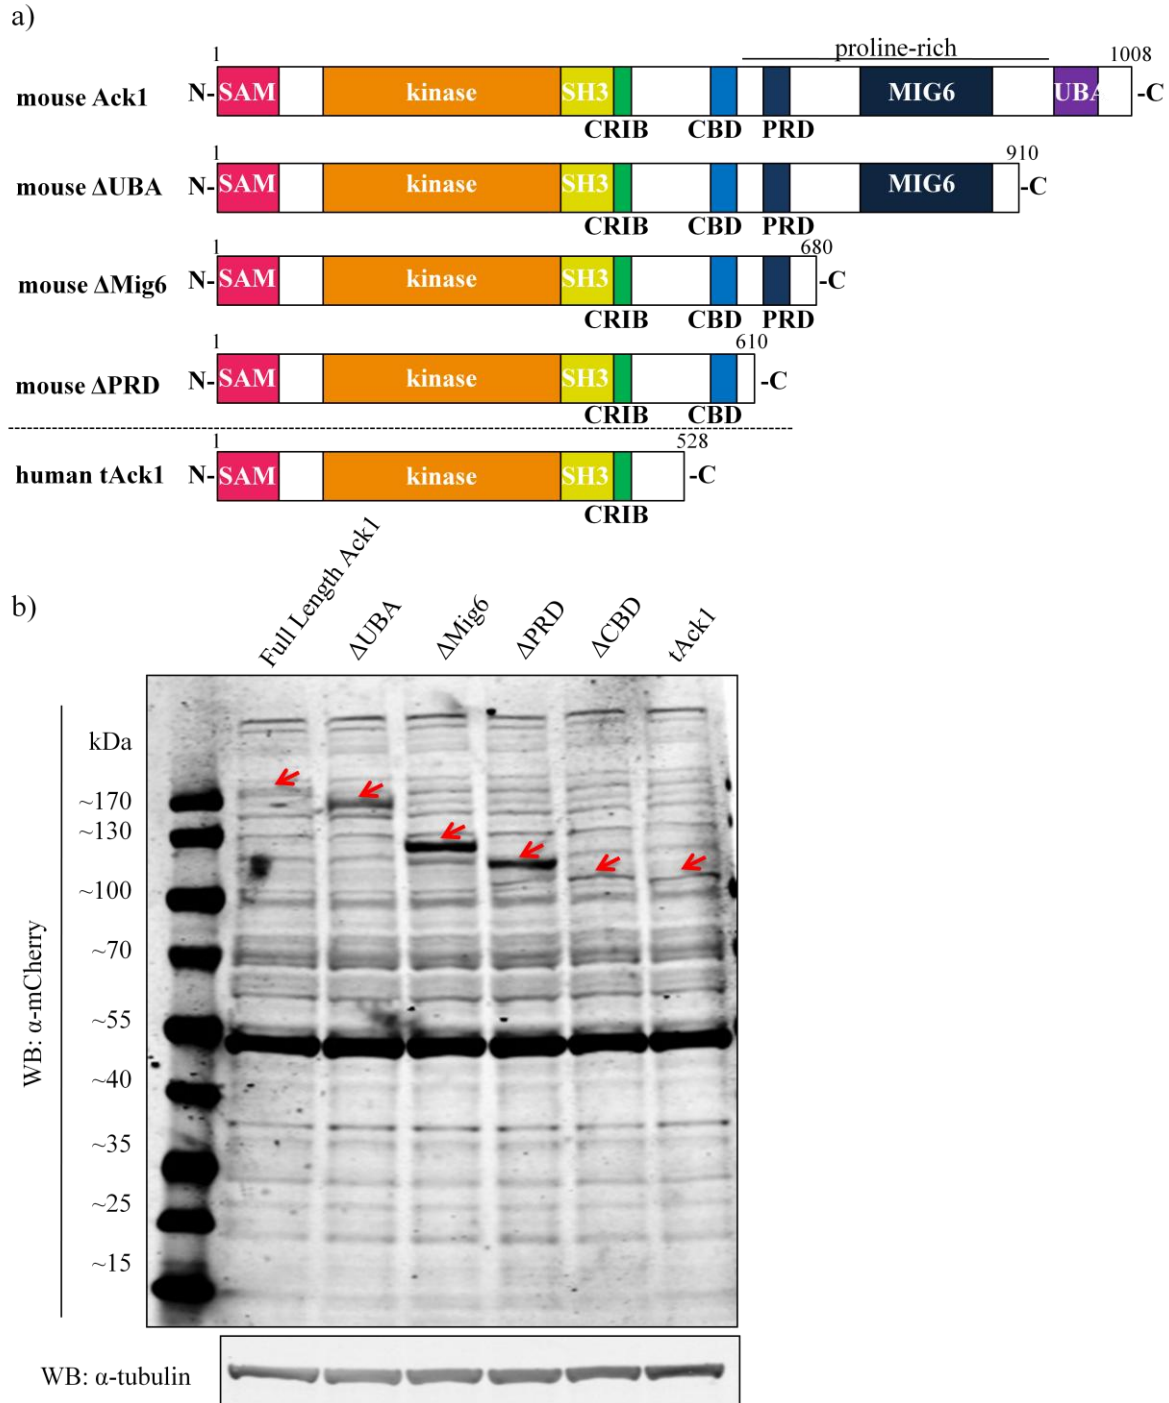 a)
proline-rich
1 1008
mouse Ack1 N- SAM kinase SH3 MIG6 UBA -C
CRIB CBD PRD
1 910
mouse ΔUBA N- SAM kinase SH3 MIG6 -C
CRIB CBD PRD
1 680
mouse ΔMig6 N- SAM kinase SH3 -C
CRIB CBD PRD
1 610
mouse ΔPRD N- SAM kinase SH3 -C
CRIB CBD
1 528
human tAck1 N- SAM kinase SH3 -C
CRIB
b)
Full Length Ack1 ΔUBA ΔMig6 ΔPRD ΔCBD tAck1
kDa
~170
~130
~100
~70
~55
~40
~35
~25
~15
WB: α-mCherry
WB: α-tubulin